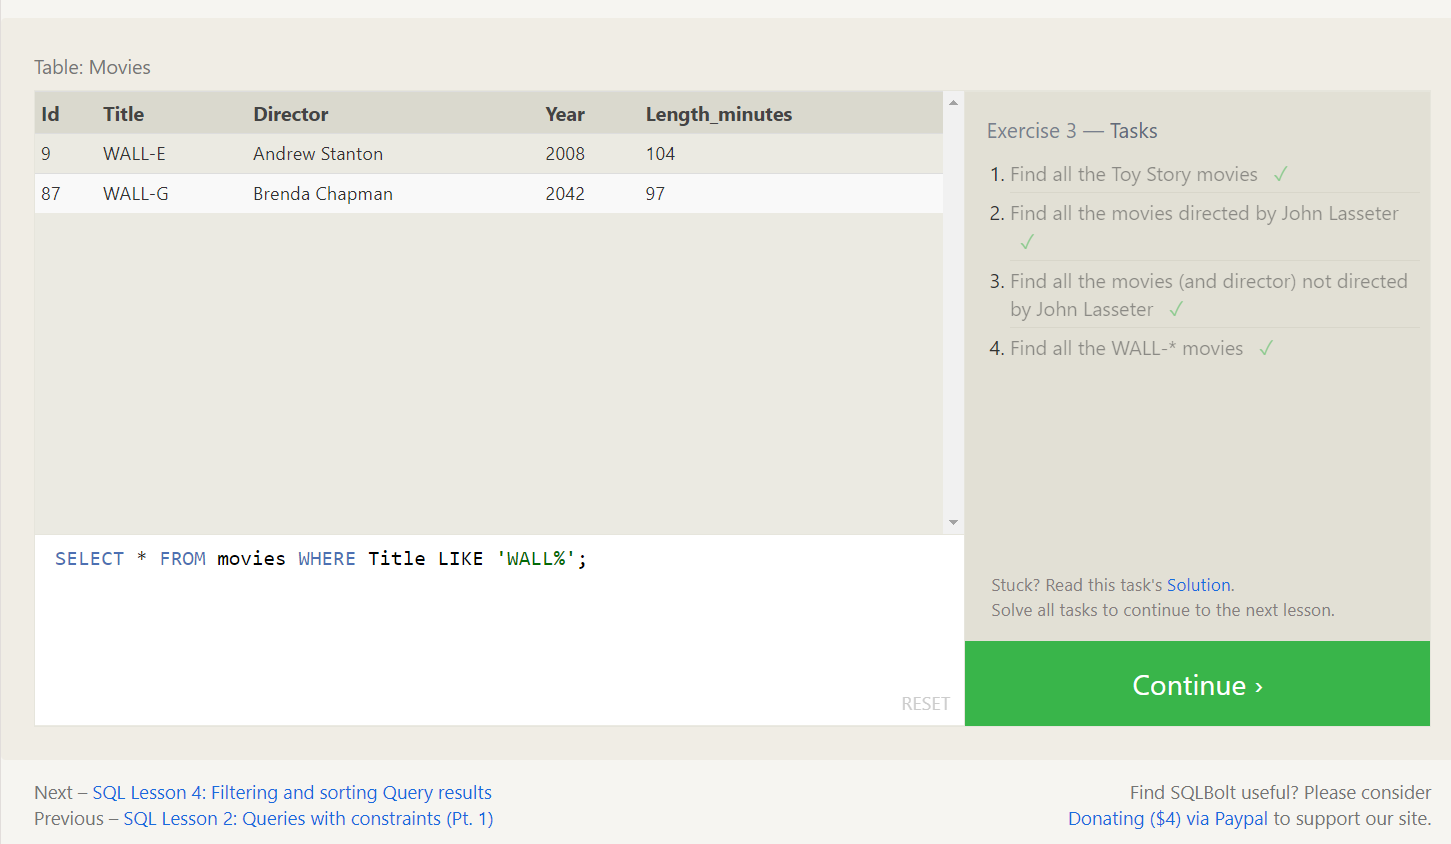 Table: Movies
Id Title Director Year Length_minutes
9 WALL-E Andrew Stanton 2008 104
87 WALL-G Brenda Chapman 2042 97
SELECT * FROM movies WHERE Title LIKE 'WALL%';
RESET
Exercise 3 — Tasks
1. Find all the Toy Story movies ✓
2. Find all the movies directed by John Lasseter
✓
3. Find all the movies (and director) not directed
by John Lasseter ✓
4. Find all the WALL-* movies ✓
Stuck? Read this task's Solution.
Solve all tasks to continue to the next lesson.
Continue ›
Next – SQL Lesson 4: Filtering and sorting Query results
Previous – SQL Lesson 2: Queries with constraints (Pt. 1)
Find SQLBolt useful? Please consider
Donating ($4) via Paypal to support our site.